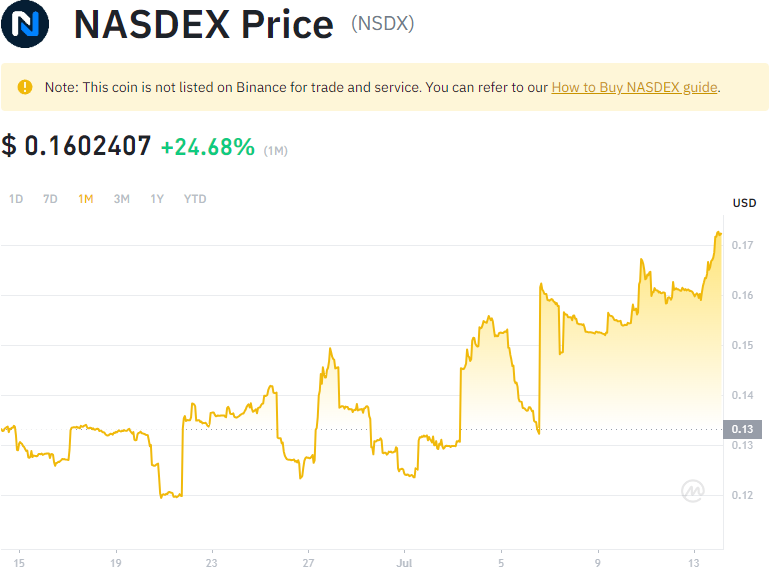 NASDEX Price (NSDX)
Note: This coin is not listed on Binance for trade and service. You can refer to our How to Buy NASDEX guide.
$ 0.1602407 +24.68% (1M)
1D 7D 1M 3M 1Y YTD
USD
0.17
0.16
0.15
0.14
0.13
0.13
0.12
15 19 23 27 Jul 5 9 13